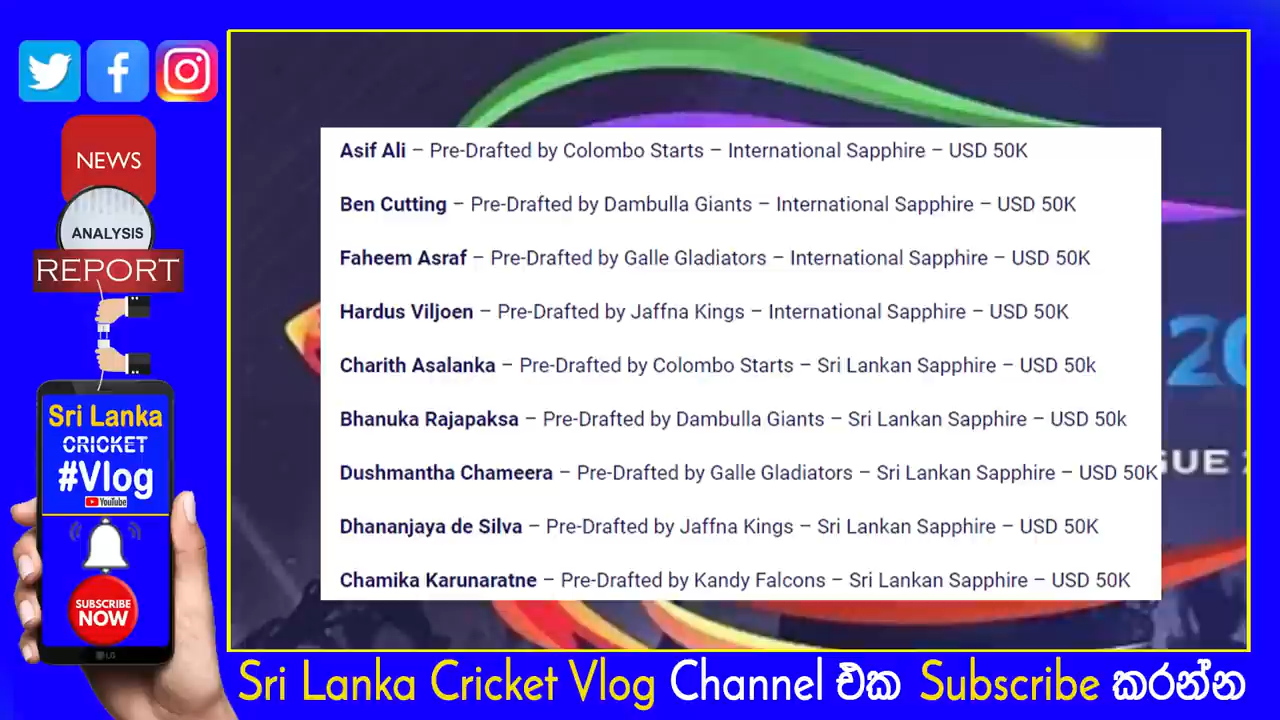 NEWS
ANALYSIS
REPORT
Sri Lanka
CRICKET
#Vlog
YouTube
SUBSCRIBE
NOW
LG
Asif Ali – Pre-Drafted by Colombo Starts – International Sapphire – USD 50K
Ben Cutting – Pre-Drafted by Dambulla Giants – International Sapphire – USD 50K
Faheem Asraf – Pre-Drafted by Galle Gladiators – International Sapphire – USD 50K
Hardus Viljoen – Pre-Drafted by Jaffna Kings – International Sapphire – USD 50K
Charith Asalanka – Pre-Drafted by Colombo Starts – Sri Lankan Sapphire – USD 50k
Bhanuka Rajapaksa – Pre-Drafted by Dambulla Giants – Sri Lankan Sapphire – USD 50k
Dushmantha Chameera – Pre-Drafted by Galle Gladiators – Sri Lankan Sapphire – USD 50K
Dhananjaya de Silva – Pre-Drafted by Jaffna Kings – Sri Lankan Sapphire – USD 50K
Chamika Karunaratne – Pre-Drafted by Kandy Falcons – Sri Lankan Sapphire – USD 50K
Sri Lanka Cricket Vlog Channel එක Subscribe කරන්න